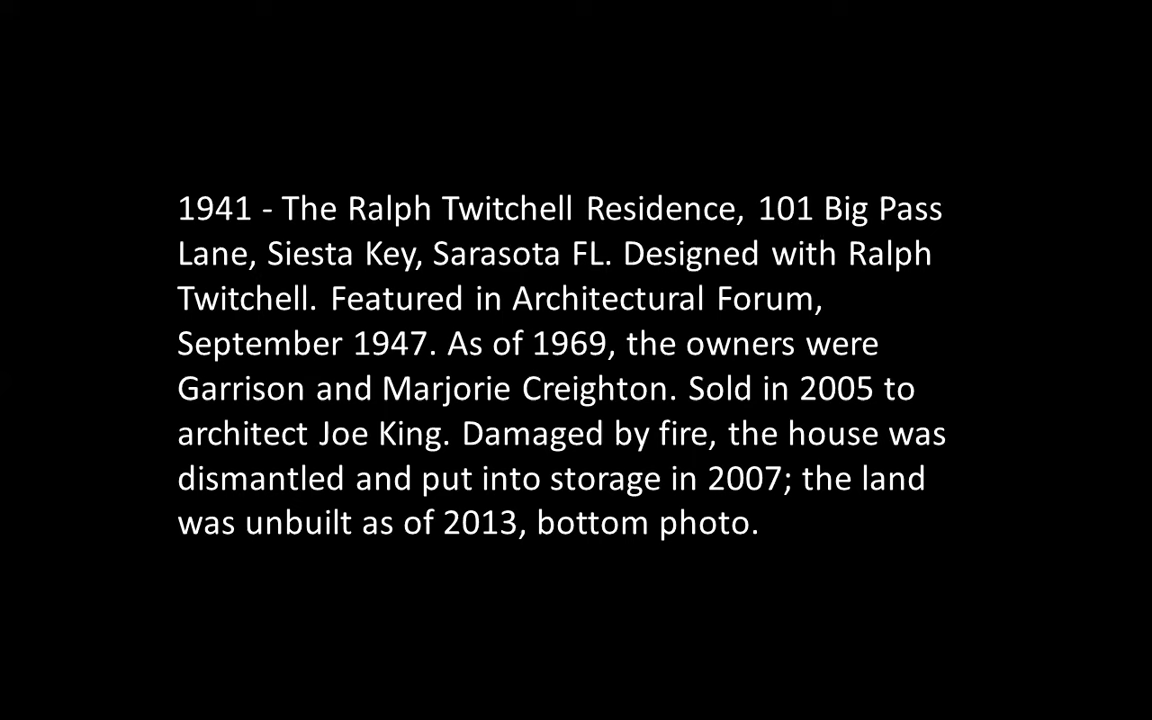 1941 - The Ralph Twitchell Residence, 101 Big Pass
Lane, Siesta Key, Sarasota FL. Designed with Ralph
Twitchell. Featured in Architectural Forum,
September 1947. As of 1969, the owners were
Garrison and Marjorie Creighton. Sold in 2005 to
architect Joe King. Damaged by fire, the house was
dismantled and put into storage in 2007; the land
was unbuilt as of 2013, bottom photo.